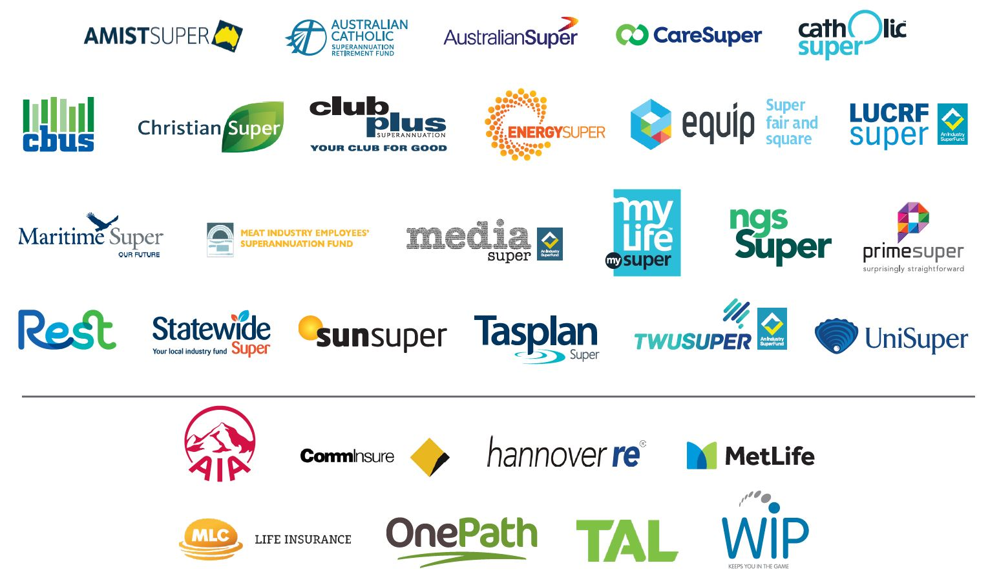 AMISTSUPER
AUSTRALIAN
CATHOLIC
SUPERANNUATION
RETIREMENT FUND
AustralianSuper
CareSuper
catholic
super
™
cbus
Christian Super
club
plus
SUPERANNUATION
YOUR CLUB FOR GOOD
ENERGYSUPER
equip
Super
fair and
square
LUCRF
super
An Industry
SuperFund
Maritime Super
OUR FUTURE
MEAT INDUSTRY EMPLOYEES'
SUPERANNUATION FUND
media
super
An Industry
SuperFund
my
Life™
my super
ngs
Super
primesuper
surprisingly straightforward
Rest
Statewide
Your local industry fund Super
sunsuper
Tasplan
Super
TWUSUPER
An Industry
SuperFund
UniSuper
AIA
CommInsure
hannover re®
MetLife
MLC
LIFE INSURANCE
OnePath
TAL
WiP
KEEPS YOU IN THE GAME